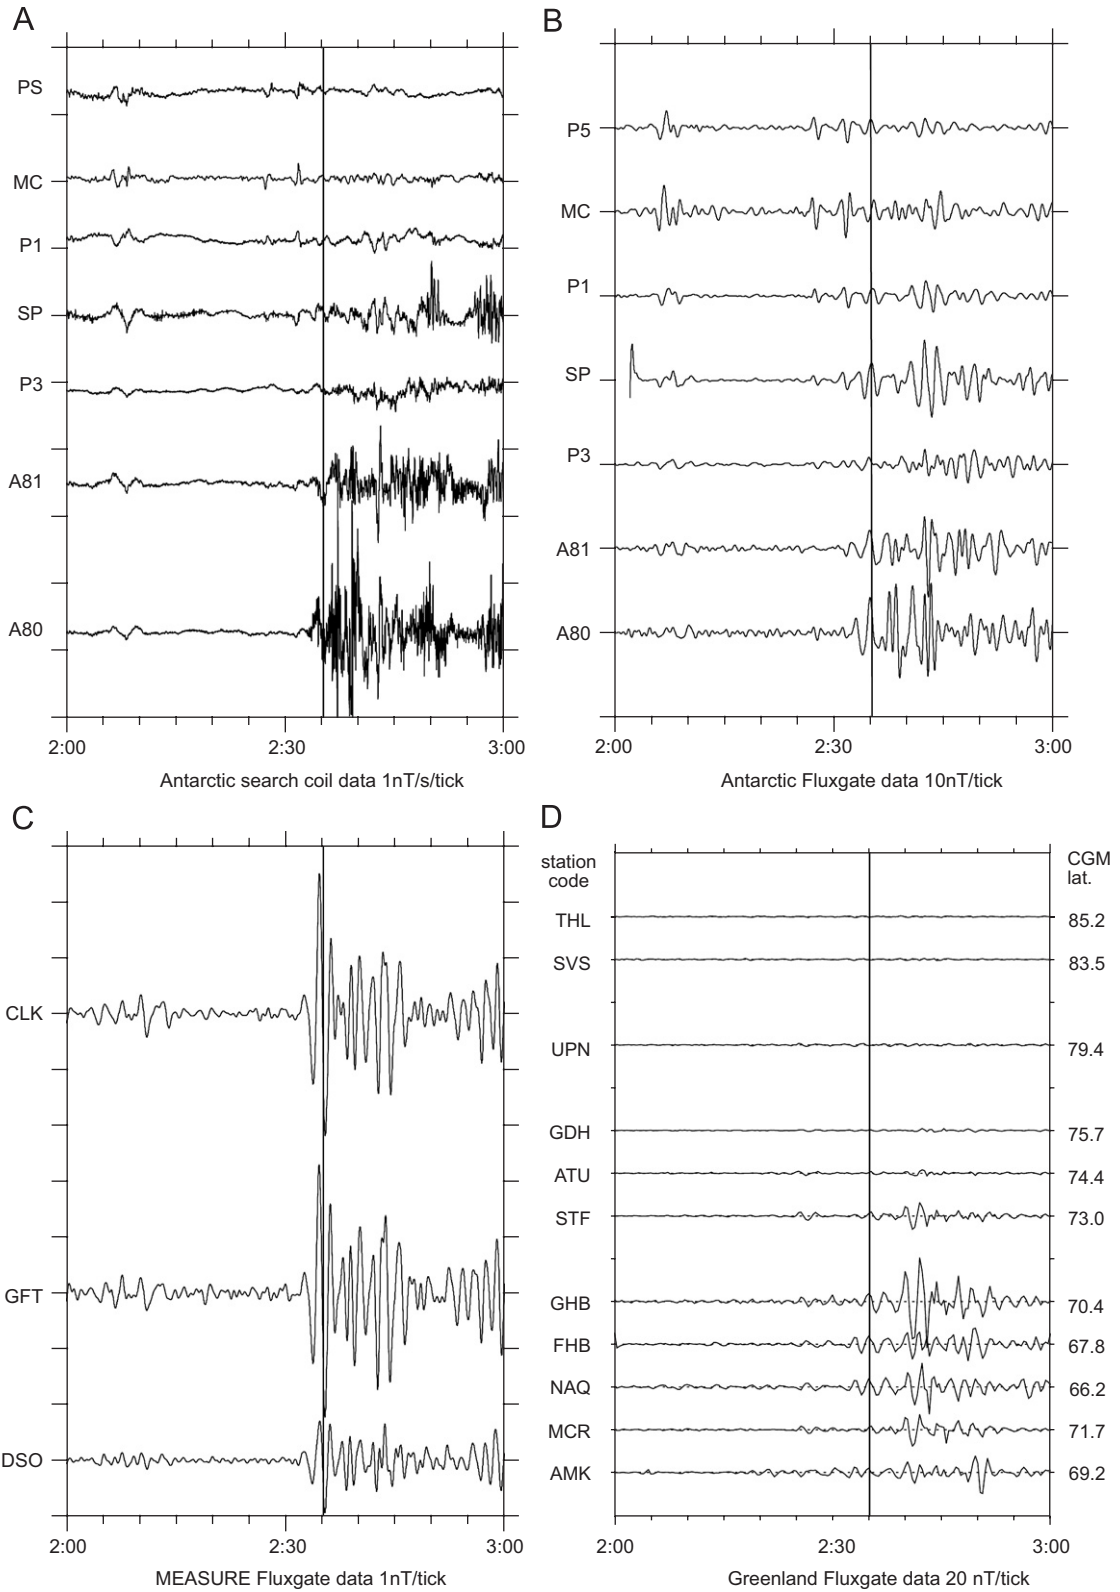 A
PS
MC
P1
SP
P3
A81
A80
2:00 2:30 3:00
Antarctic search coil data 1nT/s/tick
B
P5
MC
P1
SP
P3
A81
A80
2:00 2:30 3:00
Antarctic Fluxgate data 10nT/tick
C
CLK
GFT
DSO
2:00 2:30 3:00
MEASURE Fluxgate data 1nT/tick
D
station
code
CGM
lat.
THL 85.2
SVS 83.5
UPN 79.4
GDH 75.7
ATU 74.4
STF 73.0
GHB 70.4
FHB 67.8
NAQ 66.2
MCR 71.7
AMK 69.2
2:00 2:30 3:00
Greenland Fluxgate data 20 nT/tick